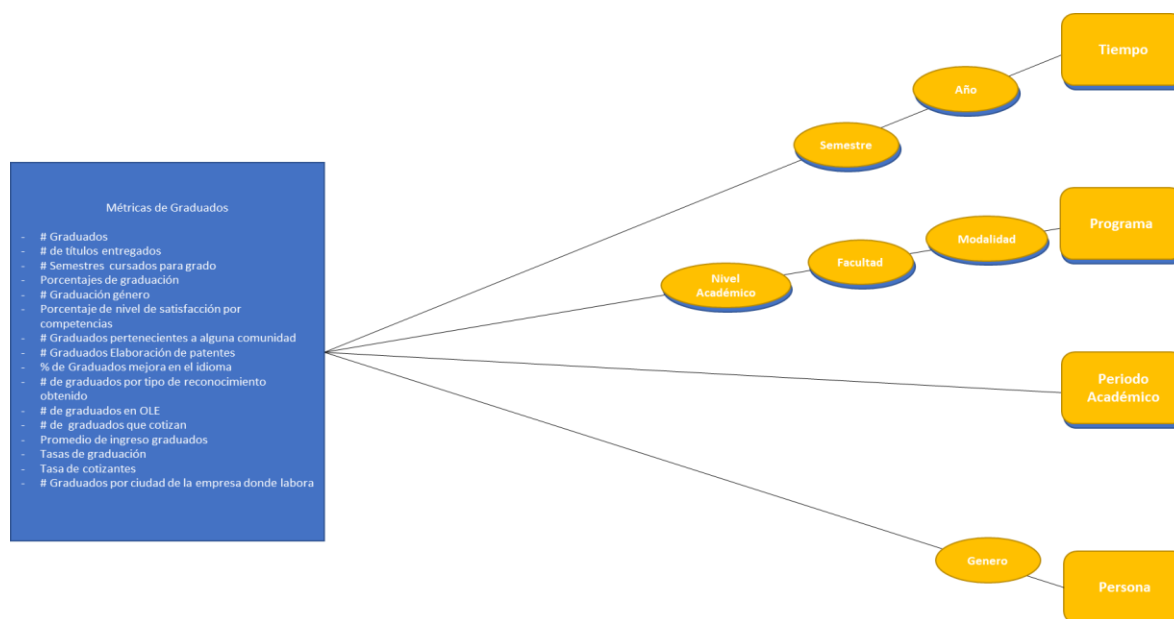 Métricas de Graduados
- # Graduados
- # de títulos entregados
- # Semestres cursados para grado
- Porcentajes de graduación
- # Graduación género
- Porcentaje de nivel de satisfacción por
competencias
- # Graduados pertenecientes a alguna comunidad
- # Graduados Elaboración de patentes
- % de Graduados mejora en el idioma
- # de graduados por tipo de reconocimiento
obtenido
- # de graduados en OLE
- # de graduados que cotizan
- Promedio de ingreso graduados
- Tasas de graduación
- Tasa de cotizantes
- # Graduados por ciudad de la empresa donde labora
Tiempo
Año
Semestre
Programa
Modalidad
Facultad
Nivel
Académico
Periodo
Académico
Genero
Persona